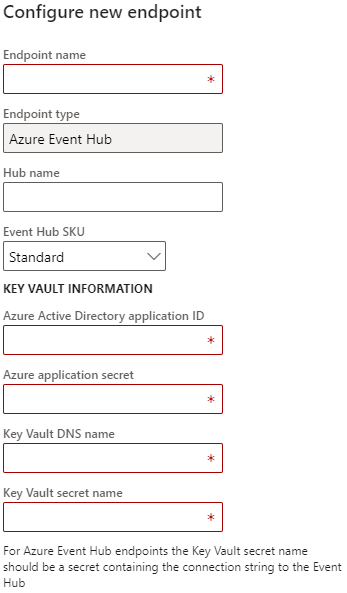 Configure new endpoint
Endpoint name
*
Endpoint type
Azure Event Hub
Hub name
Event Hub SKU
Standard
KEY VAULT INFORMATION
Azure Active Directory application ID
*
Azure application secret
*
Key Vault DNS name
*
Key Vault secret name
*
For Azure Event Hub endpoints the Key Vault secret name
should be a secret containing the connection string to the Event
Hub